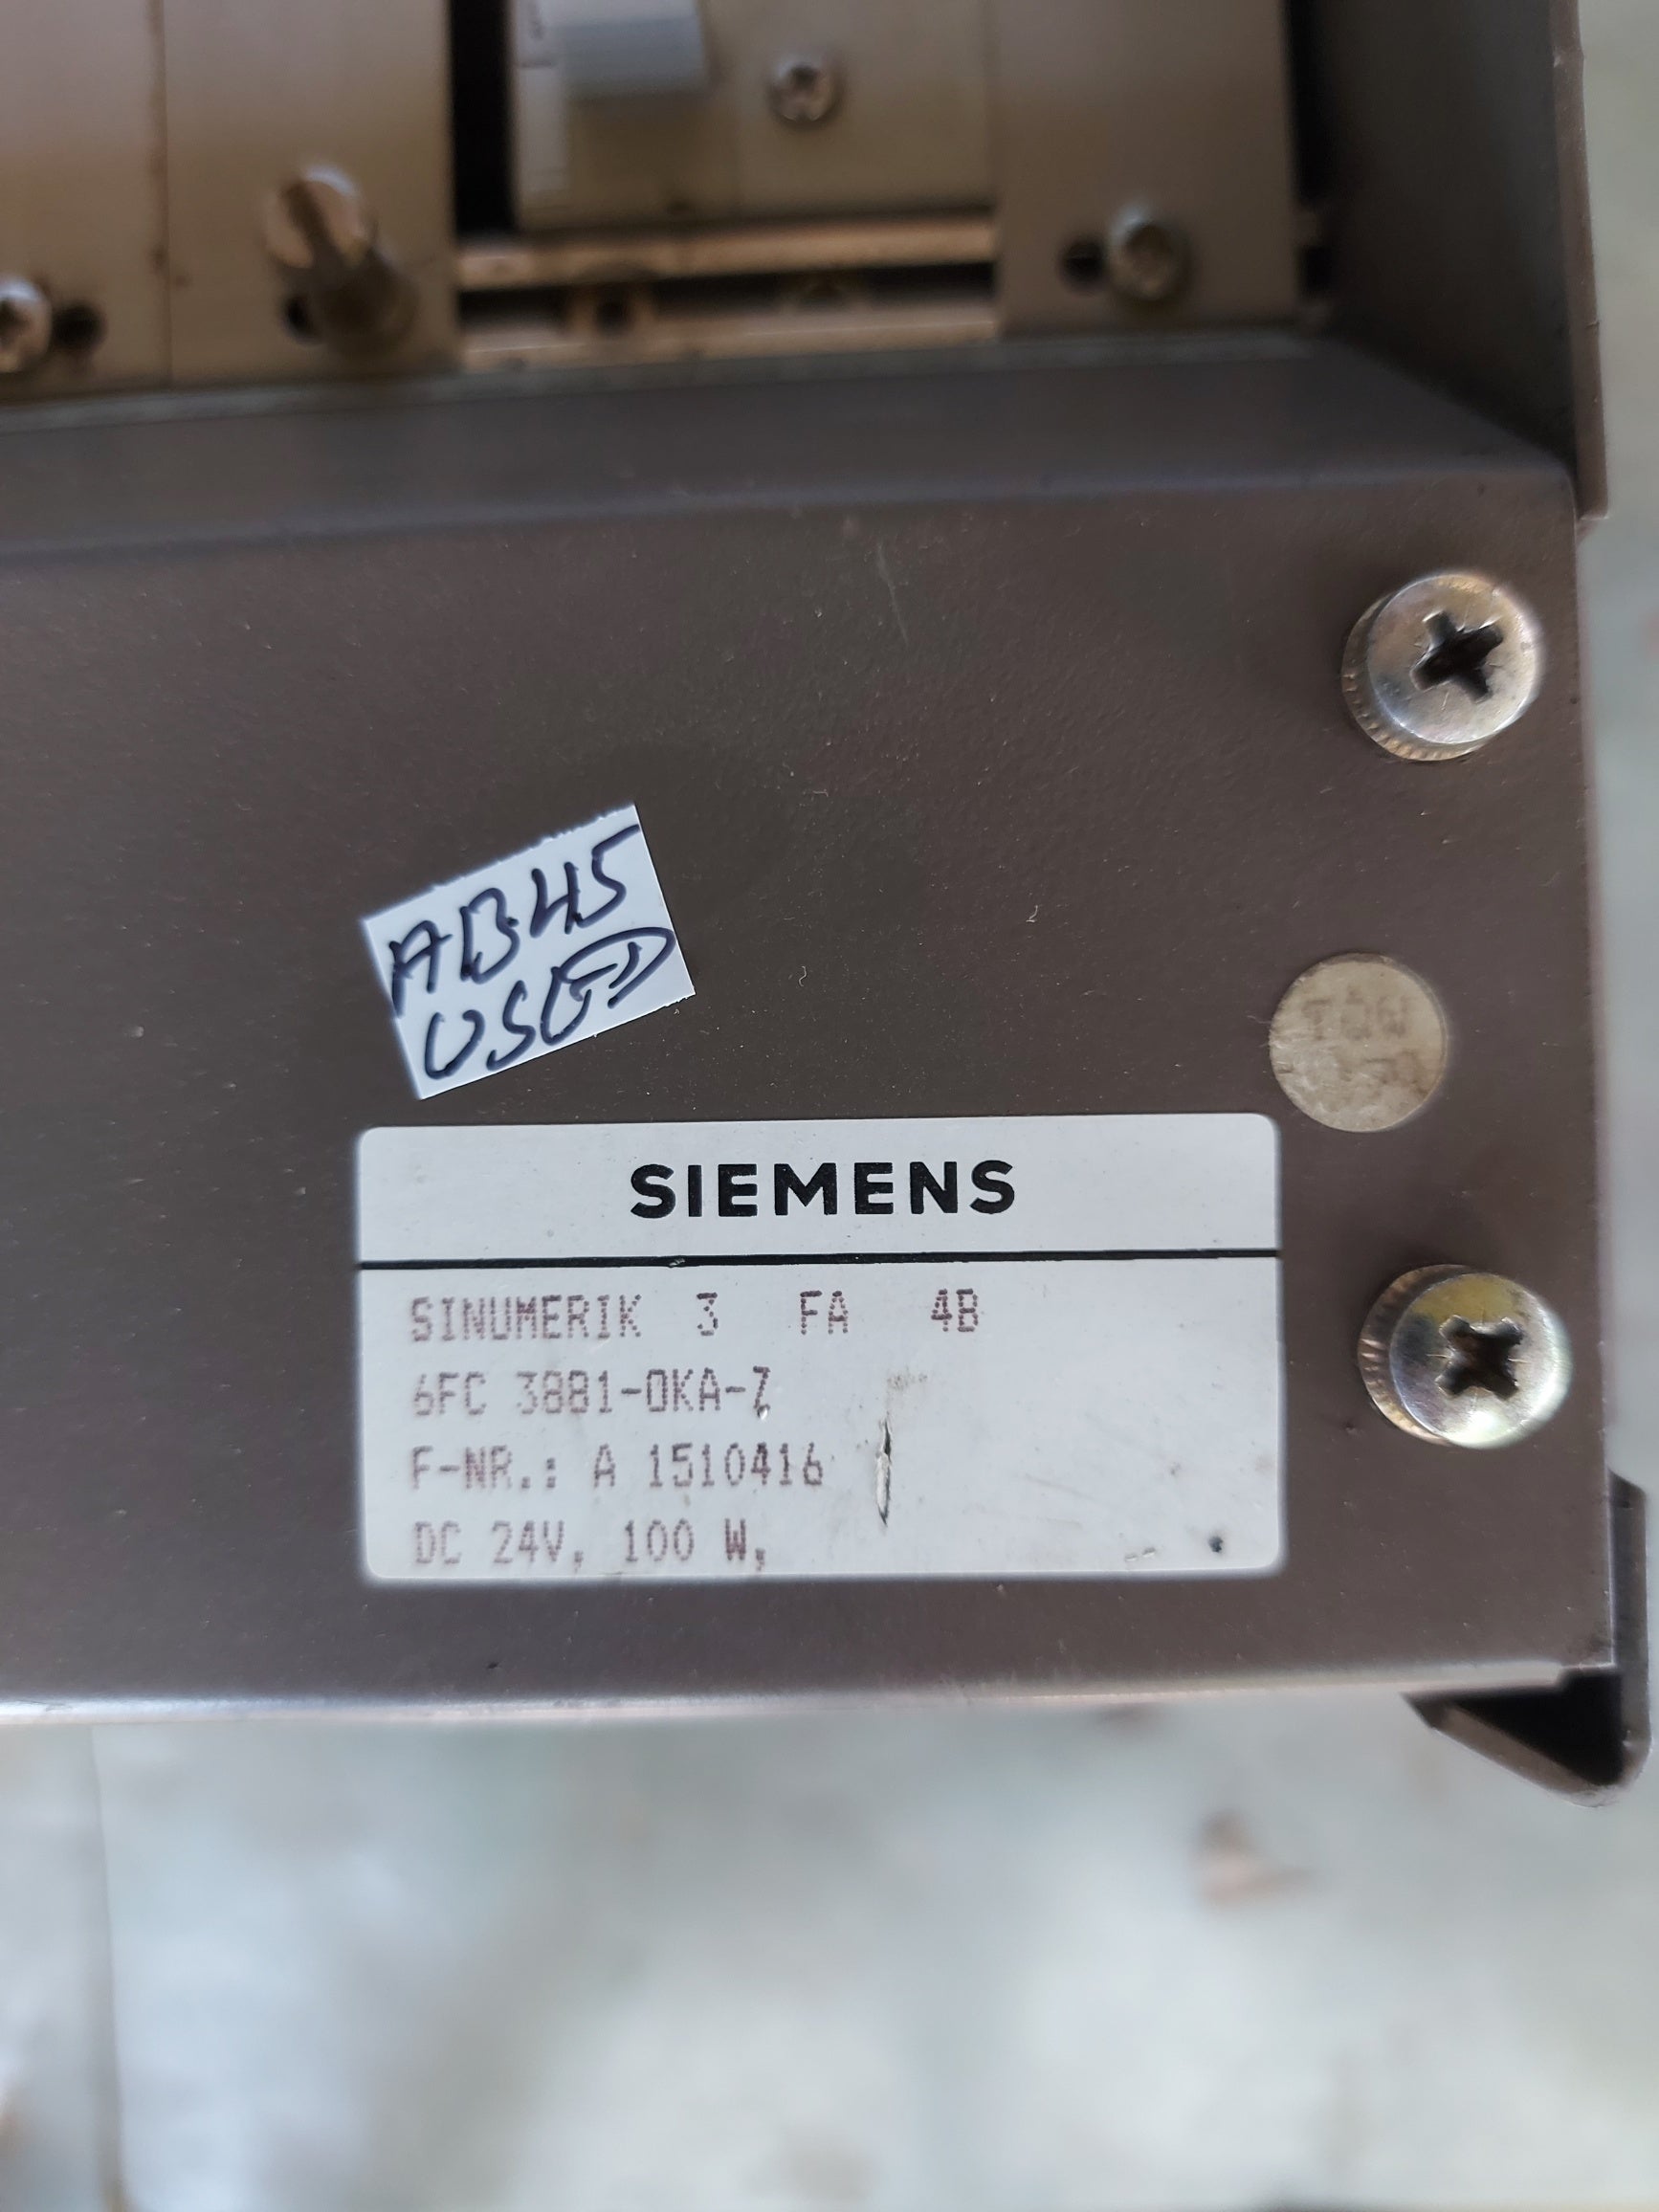 AB45
USED
SIEMENS
SINUMERIK 3 FA 4B
6FC 3881-0KA-Z
F-NR.: A 1510416
DC 24V, 100 W,